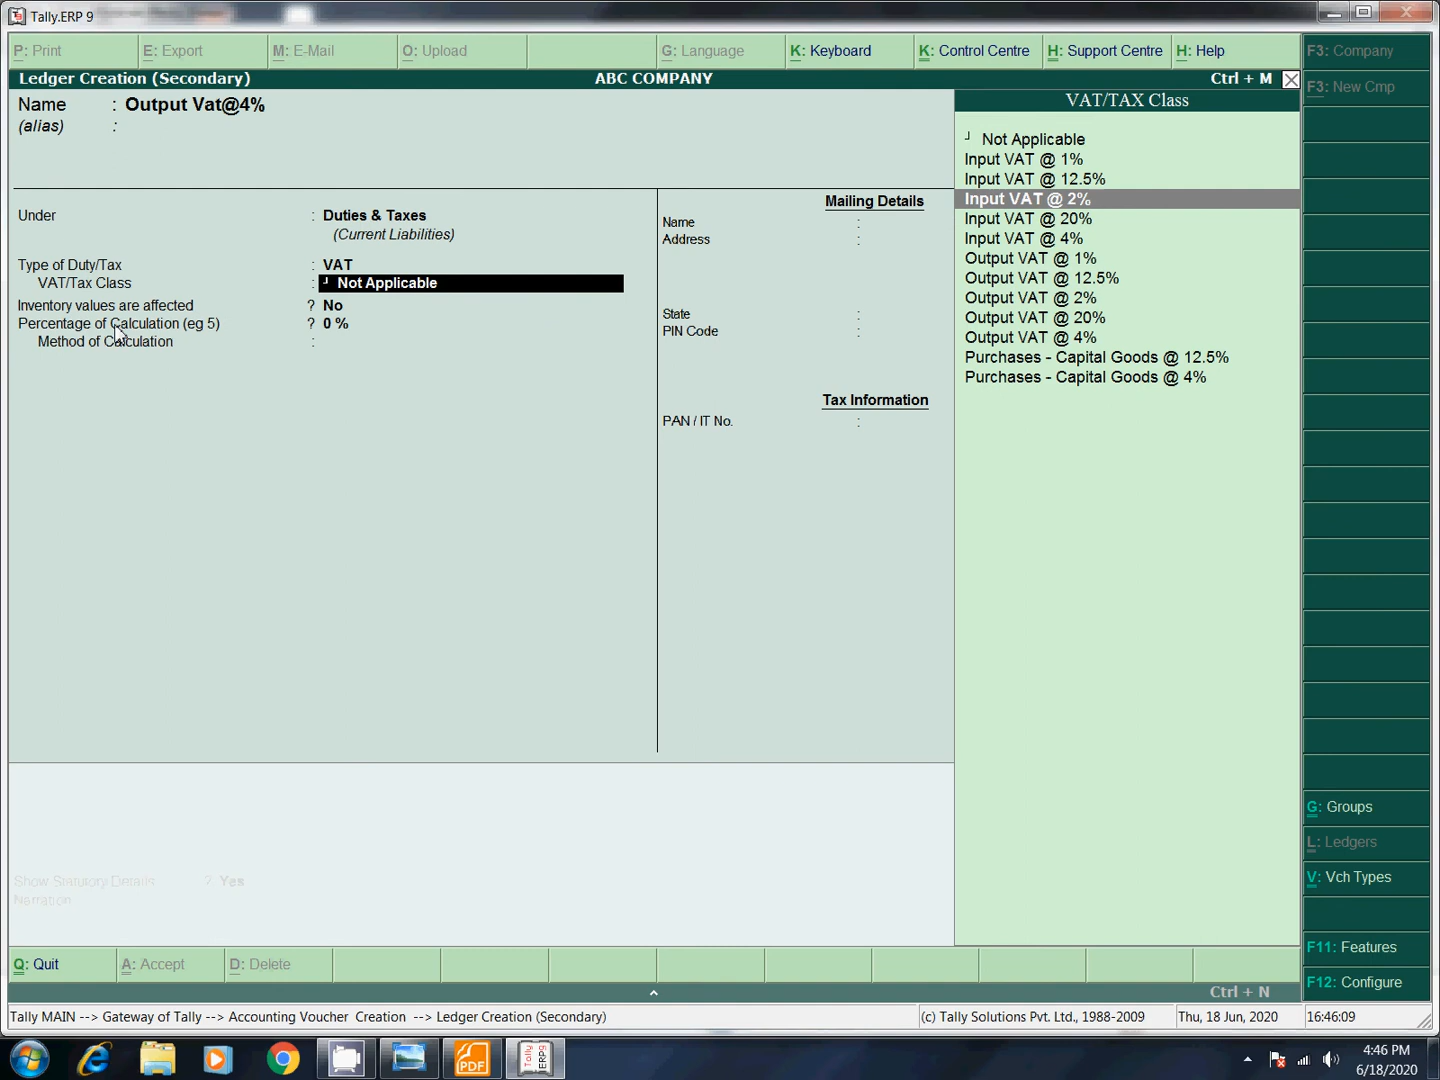 Tally.ERP 9
P: Print
E: Export
M: E-Mail
O: Upload
G: Language
K: Keyboard
K: Control Centre
H: Support Centre
H: Help
F3: Company
Ledger Creation (Secondary)
ABC COMPANY
Ctrl + M
F3: New Cmp
Name : Output Vat@4%
(alias) :
Under : Duties & Taxes
(Current Liabilities)
Type of Duty/Tax : VAT
VAT/Tax Class : ┘ Not Applicable
Inventory values are affected ? No
Percentage of Calculation (eg 5) ? 0 %
Method of Calculation :
Mailing Details
Name :
Address :
State :
PIN Code :
Tax Information
PAN / IT No. :
VAT/TAX Class
┘ Not Applicable
Input VAT @ 1%
Input VAT @ 12.5%
Input VAT @ 2%
Input VAT @ 20%
Input VAT @ 4%
Output VAT @ 1%
Output VAT @ 12.5%
Output VAT @ 2%
Output VAT @ 20%
Output VAT @ 4%
Purchases - Capital Goods @ 12.5%
Purchases - Capital Goods @ 4%
Show Statutory Details ? Yes
Narration
G: Groups
L: Ledgers
V: Vch Types
F11: Features
F12: Configure
Q: Quit
A: Accept
D: Delete
Ctrl + N
Tally MAIN --> Gateway of Tally --> Accounting Voucher Creation --> Ledger Creation (Secondary)
(c) Tally Solutions Pvt. Ltd., 1988-2009
Thu, 18 Jun, 2020
16:46:09
PDF
Tally
ERP9
4:46 PM
6/18/2020